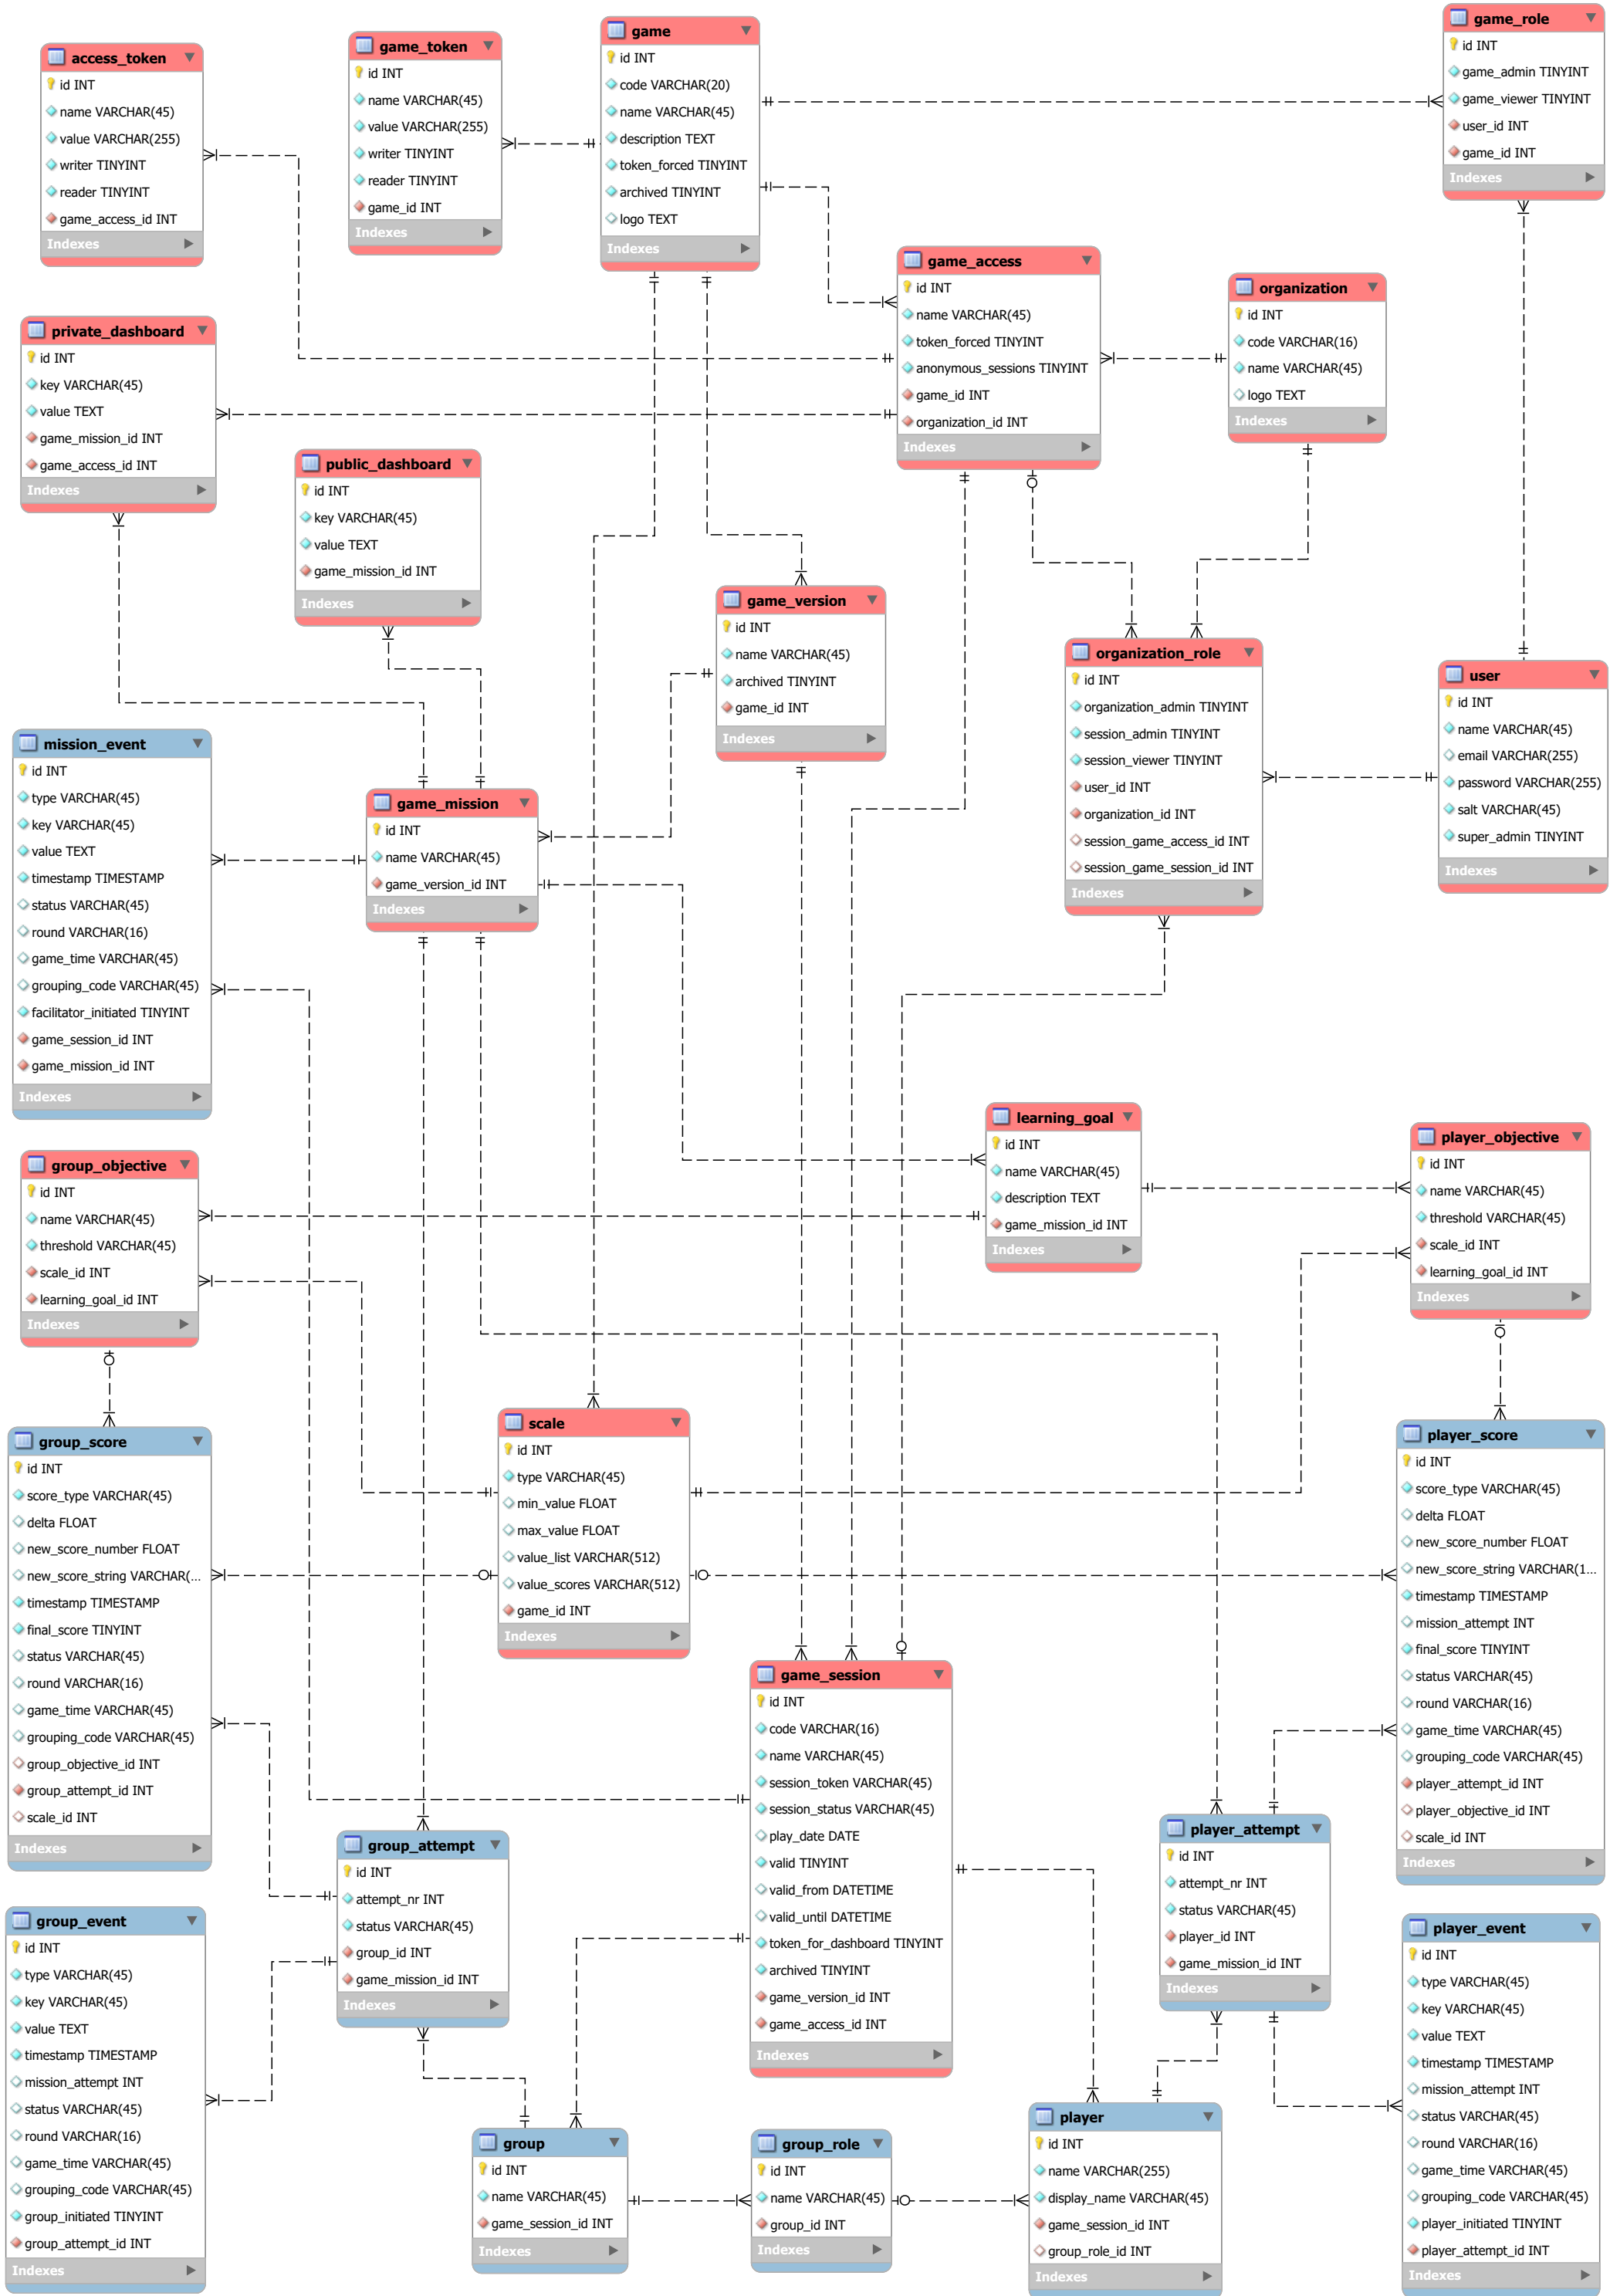 access_token
id INT
name VARCHAR(45)
value VARCHAR(255)
writer TINYINT
reader TINYINT
game_access_id INT
Indexes
game_token
id INT
name VARCHAR(45)
value VARCHAR(255)
writer TINYINT
reader TINYINT
game_id INT
Indexes
game
id INT
code VARCHAR(20)
name VARCHAR(45)
description TEXT
token_forced TINYINT
archived TINYINT
logo TEXT
Indexes
game_role
id INT
game_admin TINYINT
game_viewer TINYINT
user_id INT
game_id INT
Indexes
game_access
id INT
name VARCHAR(45)
token_forced TINYINT
anonymous_sessions TINYINT
game_id INT
organization_id INT
Indexes
organization
id INT
code VARCHAR(16)
name VARCHAR(45)
logo TEXT
Indexes
private_dashboard
id INT
key VARCHAR(45)
value TEXT
game_mission_id INT
game_access_id INT
Indexes
public_dashboard
id INT
key VARCHAR(45)
value TEXT
game_mission_id INT
Indexes
game_version
id INT
name VARCHAR(45)
archived TINYINT
game_id INT
Indexes
organization_role
id INT
organization_admin TINYINT
session_admin TINYINT
session_viewer TINYINT
user_id INT
organization_id INT
session_game_access_id INT
session_game_session_id INT
Indexes
user
id INT
name VARCHAR(45)
email VARCHAR(255)
password VARCHAR(255)
salt VARCHAR(45)
super_admin TINYINT
Indexes
mission_event
id INT
type VARCHAR(45)
key VARCHAR(45)
value TEXT
timestamp TIMESTAMP
status VARCHAR(45)
round VARCHAR(16)
game_time VARCHAR(45)
grouping_code VARCHAR(45)
facilitator_initiated TINYINT
game_session_id INT
game_mission_id INT
Indexes
game_mission
id INT
name VARCHAR(45)
game_version_id INT
Indexes
learning_goal
id INT
name VARCHAR(45)
description TEXT
game_mission_id INT
Indexes
player_objective
id INT
name VARCHAR(45)
threshold VARCHAR(45)
scale_id INT
learning_goal_id INT
Indexes
group_objective
id INT
name VARCHAR(45)
threshold VARCHAR(45)
scale_id INT
learning_goal_id INT
Indexes
group_score
id INT
score_type VARCHAR(45)
delta FLOAT
new_score_number FLOAT
new_score_string VARCHAR(...
timestamp TIMESTAMP
final_score TINYINT
status VARCHAR(45)
round VARCHAR(16)
game_time VARCHAR(45)
grouping_code VARCHAR(45)
group_objective_id INT
group_attempt_id INT
scale_id INT
Indexes
scale
id INT
type VARCHAR(45)
min_value FLOAT
max_value FLOAT
value_list VARCHAR(512)
value_scores VARCHAR(512)
game_id INT
Indexes
player_score
id INT
score_type VARCHAR(45)
delta FLOAT
new_score_number FLOAT
new_score_string VARCHAR(1...
timestamp TIMESTAMP
mission_attempt INT
final_score TINYINT
status VARCHAR(45)
round VARCHAR(16)
game_time VARCHAR(45)
grouping_code VARCHAR(45)
player_attempt_id INT
player_objective_id INT
scale_id INT
Indexes
game_session
id INT
code VARCHAR(16)
name VARCHAR(45)
session_token VARCHAR(45)
session_status VARCHAR(45)
play_date DATE
valid TINYINT
valid_from DATETIME
valid_until DATETIME
token_for_dashboard TINYINT
archived TINYINT
game_version_id INT
game_access_id INT
Indexes
group_attempt
id INT
attempt_nr INT
status VARCHAR(45)
group_id INT
game_mission_id INT
Indexes
player_attempt
id INT
attempt_nr INT
status VARCHAR(45)
player_id INT
game_mission_id INT
Indexes
group_event
id INT
type VARCHAR(45)
key VARCHAR(45)
value TEXT
timestamp TIMESTAMP
mission_attempt INT
status VARCHAR(45)
round VARCHAR(16)
game_time VARCHAR(45)
grouping_code VARCHAR(45)
group_initiated TINYINT
group_attempt_id INT
Indexes
player_event
id INT
type VARCHAR(45)
key VARCHAR(45)
value TEXT
timestamp TIMESTAMP
mission_attempt INT
status VARCHAR(45)
round VARCHAR(16)
game_time VARCHAR(45)
grouping_code VARCHAR(45)
player_initiated TINYINT
player_attempt_id INT
Indexes
group
id INT
name VARCHAR(45)
game_session_id INT
Indexes
group_role
id INT
name VARCHAR(45)
group_id INT
Indexes
player
id INT
name VARCHAR(255)
display_name VARCHAR(45)
game_session_id INT
group_role_id INT
Indexes